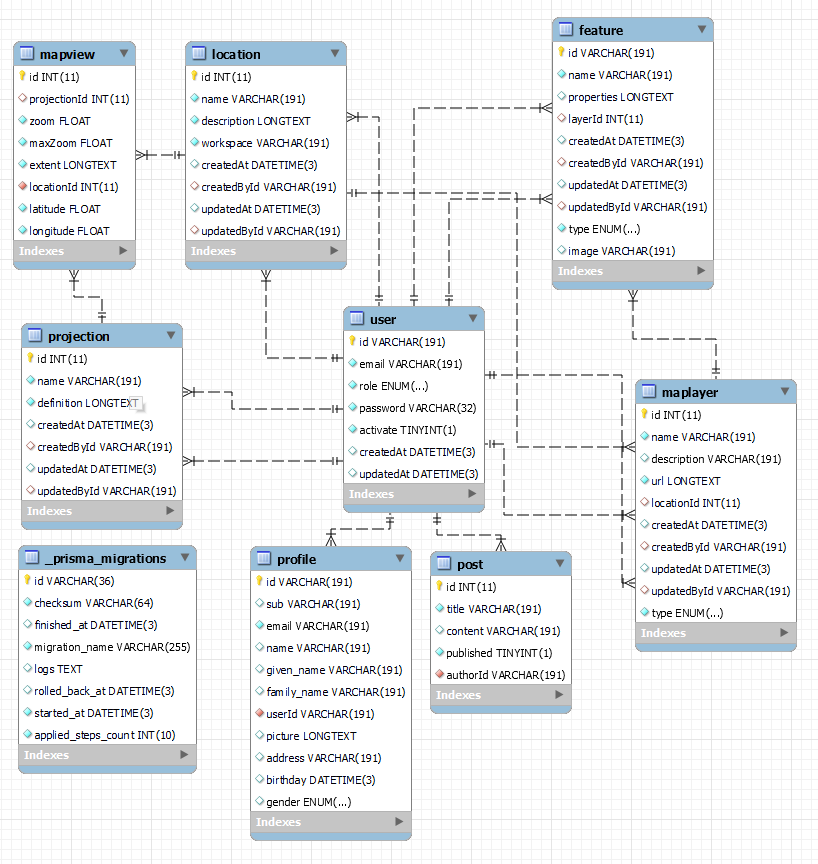 mapview
id INT(11)
projectionId INT(11)
zoom FLOAT
maxZoom FLOAT
extent LONGTEXT
locationId INT(11)
latitude FLOAT
longitude FLOAT
Indexes
location
id INT(11)
name VARCHAR(191)
description LONGTEXT
workspace VARCHAR(191)
createdAt DATETIME(3)
createdById VARCHAR(191)
updatedAt DATETIME(3)
updatedById VARCHAR(191)
Indexes
feature
id VARCHAR(191)
name VARCHAR(191)
properties LONGTEXT
layerId INT(11)
createdAt DATETIME(3)
createdById VARCHAR(191)
updatedAt DATETIME(3)
updatedById VARCHAR(191)
type ENUM(...)
image VARCHAR(191)
Indexes
projection
id INT(11)
name VARCHAR(191)
definition LONGTEXT
createdAt DATETIME(3)
createdById VARCHAR(191)
updatedAt DATETIME(3)
updatedById VARCHAR(191)
Indexes
user
id VARCHAR(191)
email VARCHAR(191)
role ENUM(...)
password VARCHAR(32)
activate TINYINT(1)
createdAt DATETIME(3)
updatedAt DATETIME(3)
Indexes
maplayer
id INT(11)
name VARCHAR(191)
description VARCHAR(191)
url LONGTEXT
locationId INT(11)
createdAt DATETIME(3)
createdById VARCHAR(191)
updatedAt DATETIME(3)
updatedById VARCHAR(191)
type ENUM(...)
Indexes
_prisma_migrations
id VARCHAR(36)
checksum VARCHAR(64)
finished_at DATETIME(3)
migration_name VARCHAR(255)
logs TEXT
rolled_back_at DATETIME(3)
started_at DATETIME(3)
applied_steps_count INT(10)
Indexes
profile
id VARCHAR(191)
sub VARCHAR(191)
email VARCHAR(191)
name VARCHAR(191)
given_name VARCHAR(191)
family_name VARCHAR(191)
userId VARCHAR(191)
picture LONGTEXT
address VARCHAR(191)
birthday DATETIME(3)
gender ENUM(...)
Indexes
post
id INT(11)
title VARCHAR(191)
content VARCHAR(191)
published TINYINT(1)
authorId VARCHAR(191)
Indexes